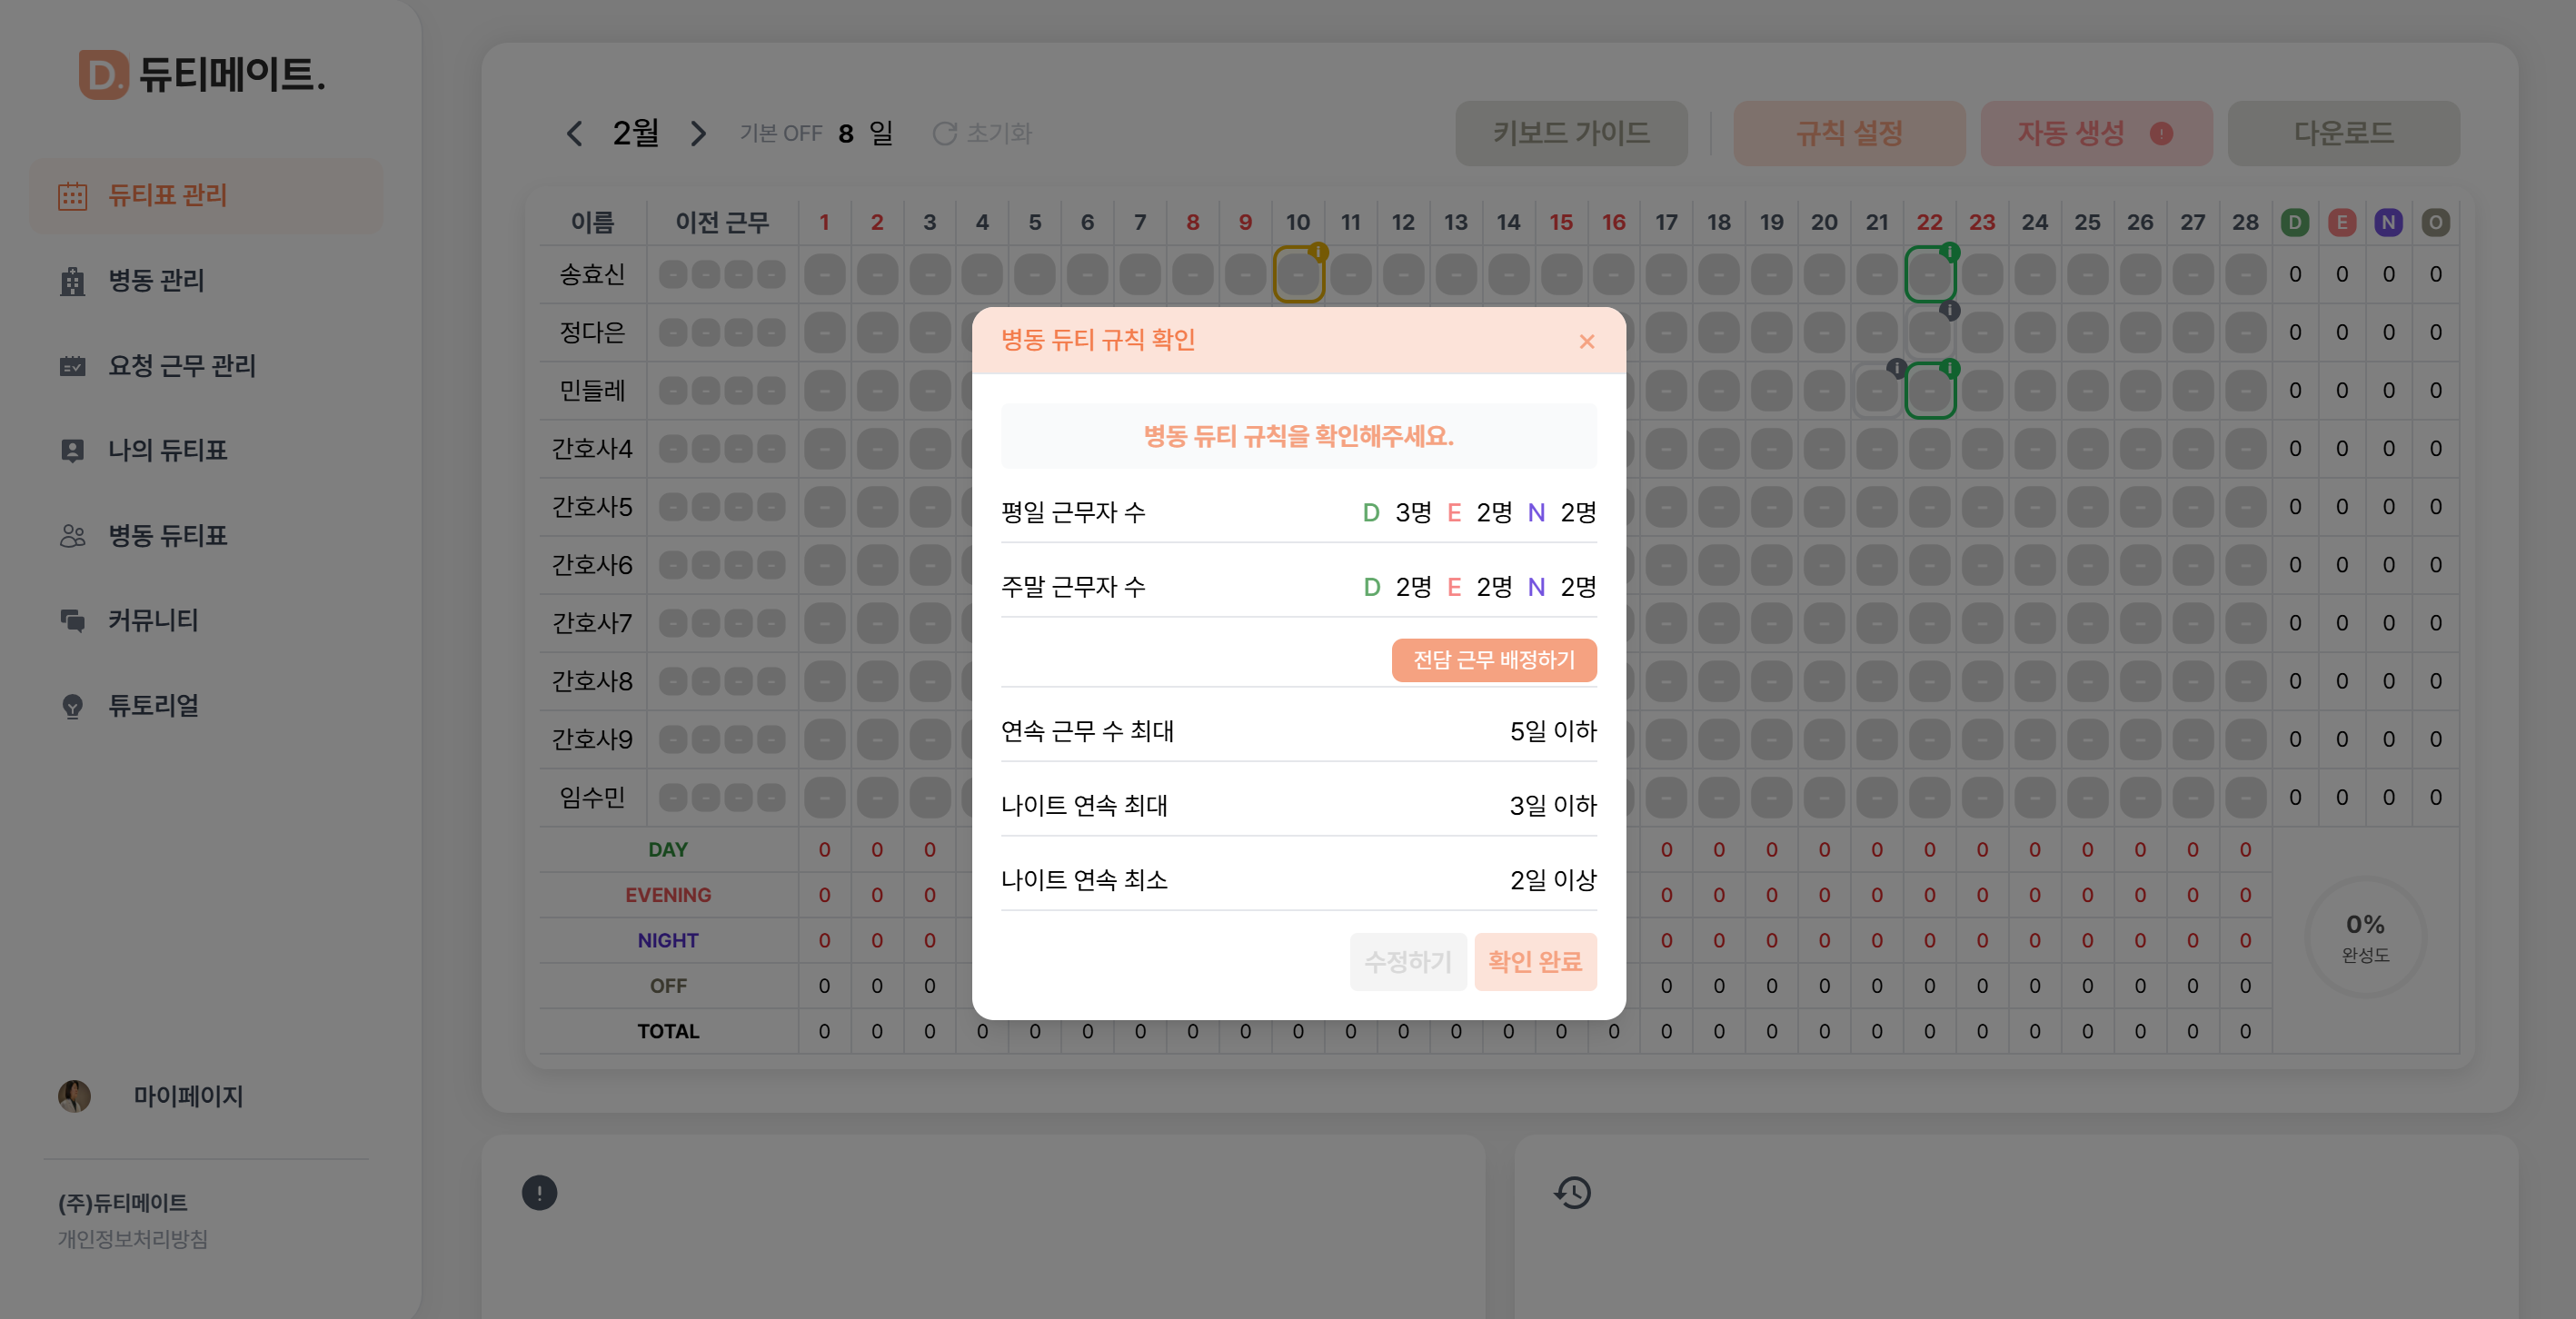 D. 듀티메이트.
듀티표 관리
병동 관리
요청 근무 관리
나의 듀티표
병동 듀티표
커뮤니티
튜토리얼
마이페이지
(주)듀티메이트
개인정보처리방침
2월 기본 OFF 8 일 초기화 키보드 가이드 규칙 설정 자동 생성 ! 다운로드
이름 이전 근무 1 2 3 4 5 6 7 8 9 10 11 12 13 14 15 16 17 18 19 20 21 22 23 24 25 26 27 28 D E N O
송효신 - - - - - - - - - - - - - - - - - - - - - - - - - - - - - - - - 0 0 0 0
정다은 - - - - - - - - - - - - - - - - - - - 0 0 0 0
민들레 - - - - - - - - - - - - - - - - - - - 0 0 0 0
간호사4 - - - - - - - - - - - - - - - - - - - 0 0 0 0
간호사5 - - - - - - - - - - - - - - - - - - - 0 0 0 0
간호사6 - - - - - - - - - - - - - - - - - - - 0 0 0 0
간호사7 - - - - - - - - - - - - - - - - - - - 0 0 0 0
간호사8 - - - - - - - - - - - - - - - - - - - 0 0 0 0
간호사9 - - - - - - - - - - - - - - - - - - - 0 0 0 0
임수민 - - - - - - - - - - - - - - - - - - - 0 0 0 0
DAY 0 0 0 0 0 0 0 0 0 0 0 0 0 0 0
EVENING 0 0 0 0 0 0 0 0 0 0 0 0 0 0 0
NIGHT 0 0 0 0 0 0 0 0 0 0 0 0 0 0 0
OFF 0 0 0 0 0 0 0 0 0 0 0 0 0 0 0
TOTAL 0 0 0 0 0 0 0 0 0 0 0 0 0 0 0 0 0 0 0 0 0 0 0 0 0 0 0 0
0%
완성도
병동 듀티 규칙 확인 ×
병동 듀티 규칙을 확인해주세요.
평일 근무자 수 D 3명 E 2명 N 2명
주말 근무자 수 D 2명 E 2명 N 2명
전담 근무 배정하기
연속 근무 수 최대 5일 이하
나이트 연속 최대 3일 이하
나이트 연속 최소 2일 이상
수정하기 확인 완료